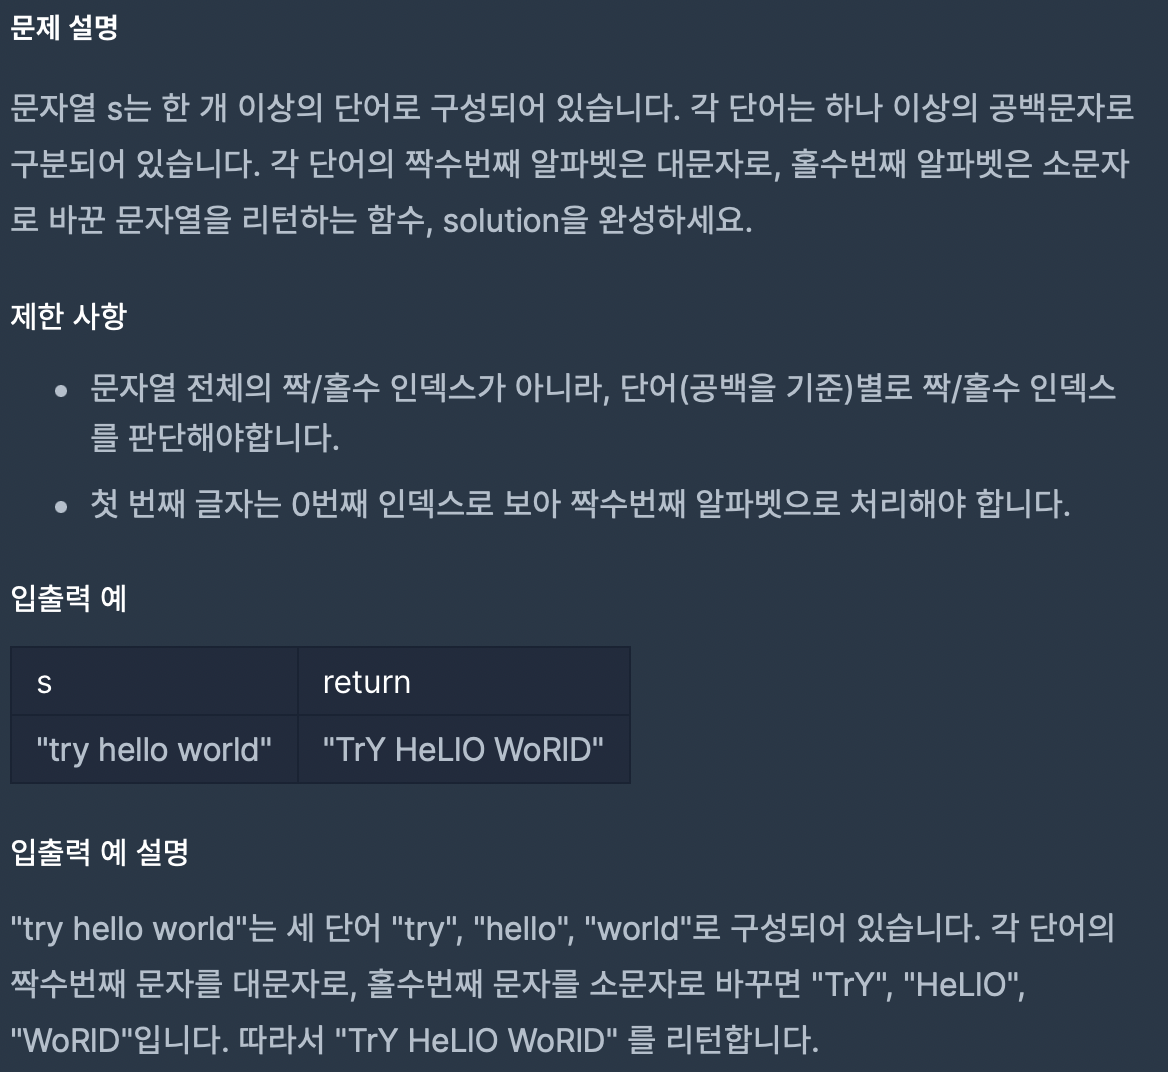 문제 설명
문자열 s는 한 개 이상의 단어로 구성되어 있습니다. 각 단어는 하나 이상의 공백문자로
구분되어 있습니다. 각 단어의 짝수번째 알파벳은 대문자로, 홀수번째 알파벳은 소문자
로 바꾼 문자열을 리턴하는 함수, solution을 완성하세요.
제한 사항
• 문자열 전체의 짝/홀수 인덱스가 아니라, 단어(공백을 기준)별로 짝/홀수 인덱스
를 판단해야합니다.
• 첫 번째 글자는 0번째 인덱스로 보아 짝수번째 알파벳으로 처리해야 합니다.
입출력 예
s return
"try hello world" "TrY HeLlO WoRlD"
입출력 예 설명
"try hello world"는 세 단어 "try", "hello", "world"로 구성되어 있습니다. 각 단어의
짝수번째 문자를 대문자로, 홀수번째 문자를 소문자로 바꾸면 "TrY", "HeLlO",
"WoRlD"입니다. 따라서 "TrY HeLlO WoRlD" 를 리턴합니다.